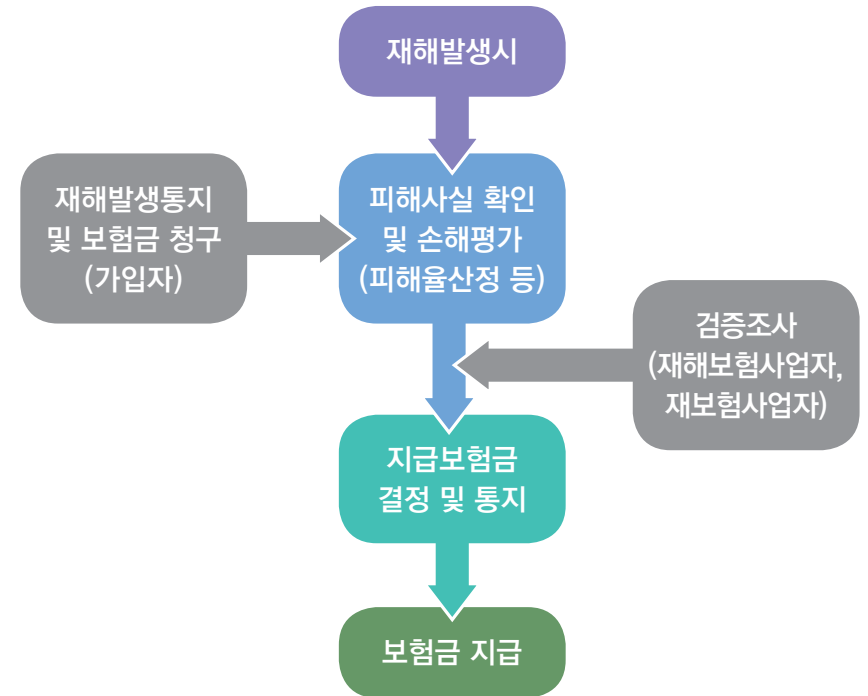 재해발생시
재해발생통지
및 보험금 청구
(가입자)
피해사실 확인
및 손해평가
(피해율산정 등)
검증조사
(재해보험사업자,
재보험사업자)
지급보험금
결정 및 통지
보험금 지급